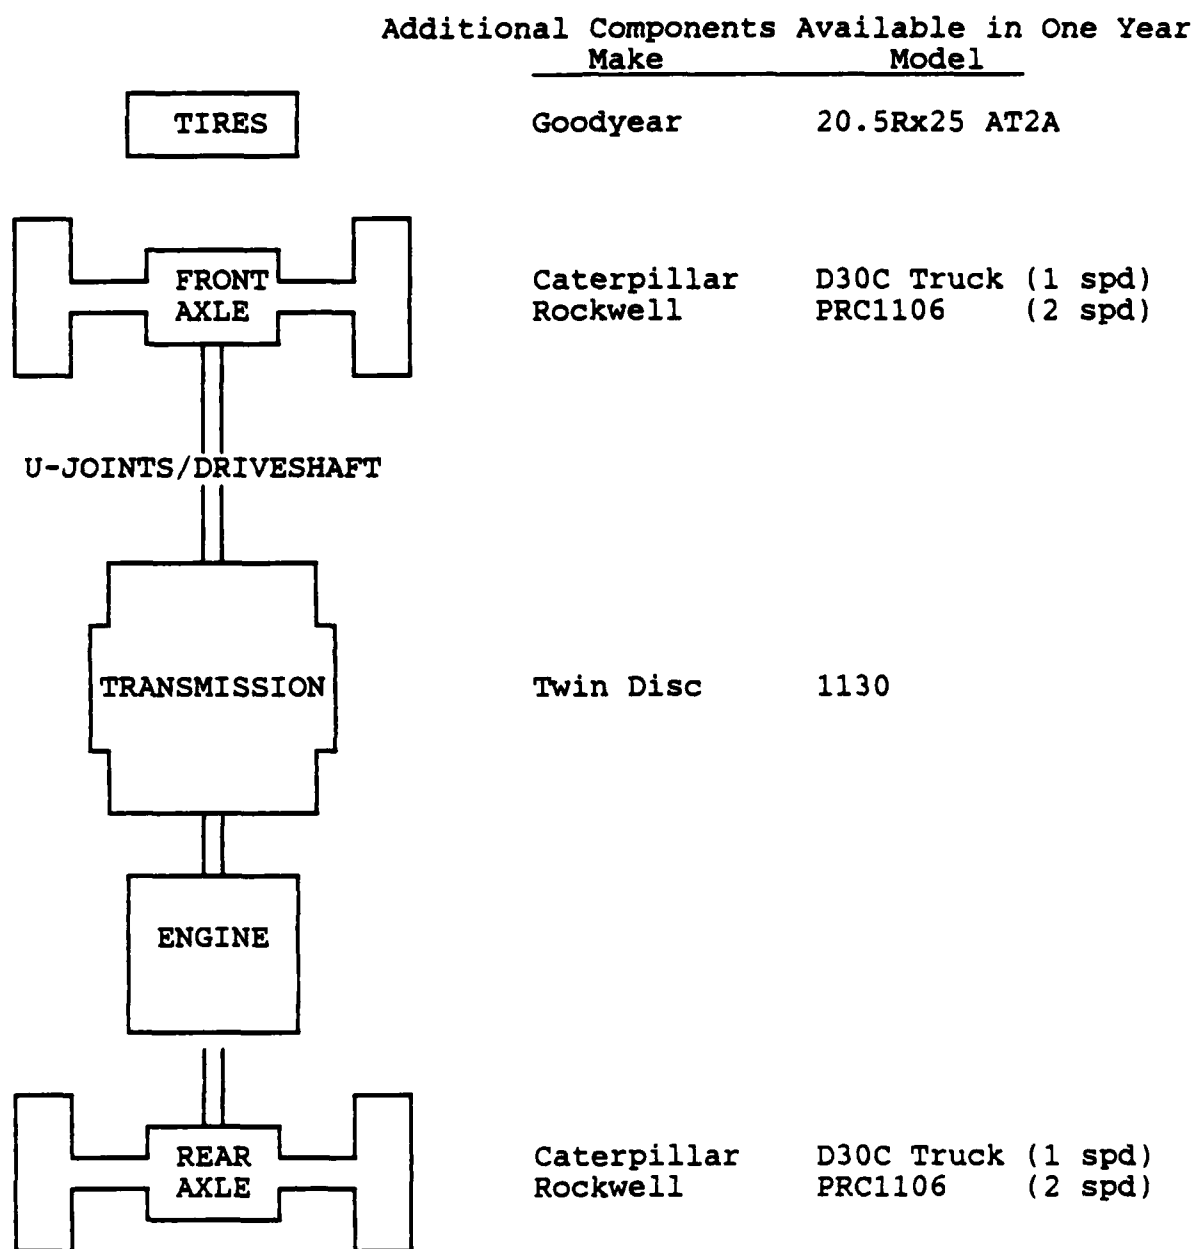 Additional Components Available in One Year
Make Model
TIRES Goodyear 20.5Rx25 AT2A
FRONT Caterpillar D30C Truck (1 spd)
AXLE Rockwell PRC1106 (2 spd)
U-JOINTS/DRIVESHAFT
TRANSMISSION Twin Disc 1130
ENGINE
REAR Caterpillar D30C Truck (1 spd)
AXLE Rockwell PRC1106 (2 spd)